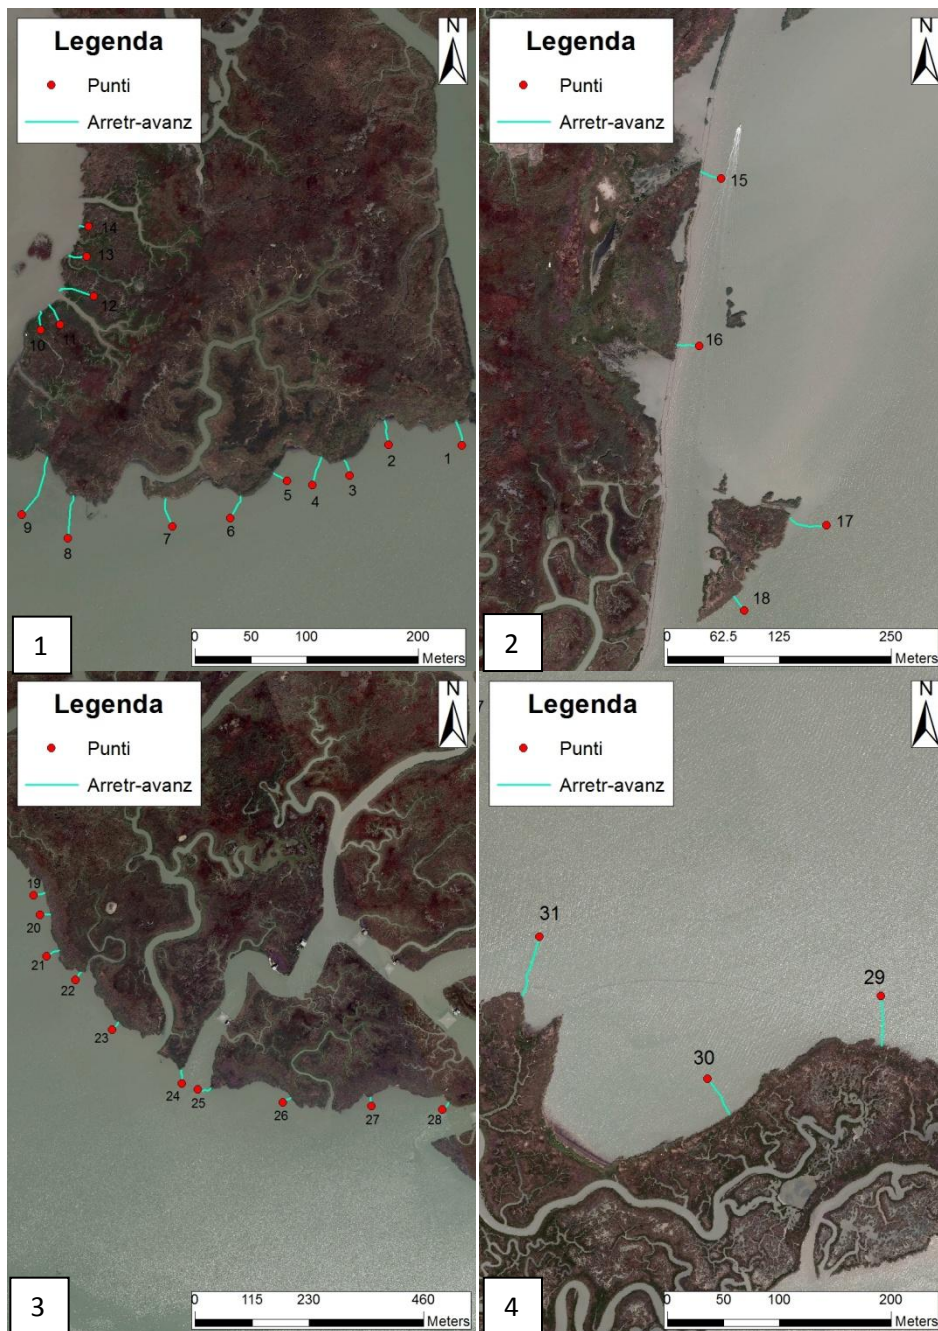 Legenda
Punti
Arretr-avanz
N
14
13
12
11
10
2
1
3
5
4
9
6
7
8
1
0 50 100 200
Meters
Legenda
Punti
Arretr-avanz
N
15
16
17
18
2
0 62.5 125 250
Meters
Legenda
Punti
Arretr-avanz
N
19
20
21
22
23
24
25
26
27
28
3
0 115 230 460
Meters
7
Legenda
Punti
Arretr-avanz
N
31
29
30
4
0 50 100 200
Meters